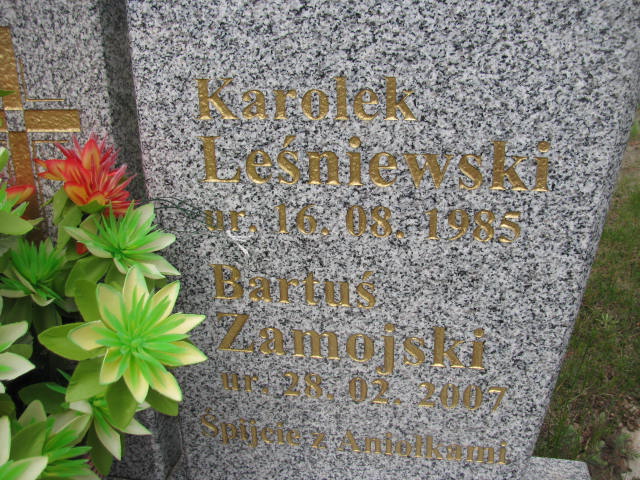 Karolek
Leśniewski
ur. 16. 08. 1985
Bartuś
Zamojski
ur. 28. 02. 2007
Śpijcie z Aniołkami